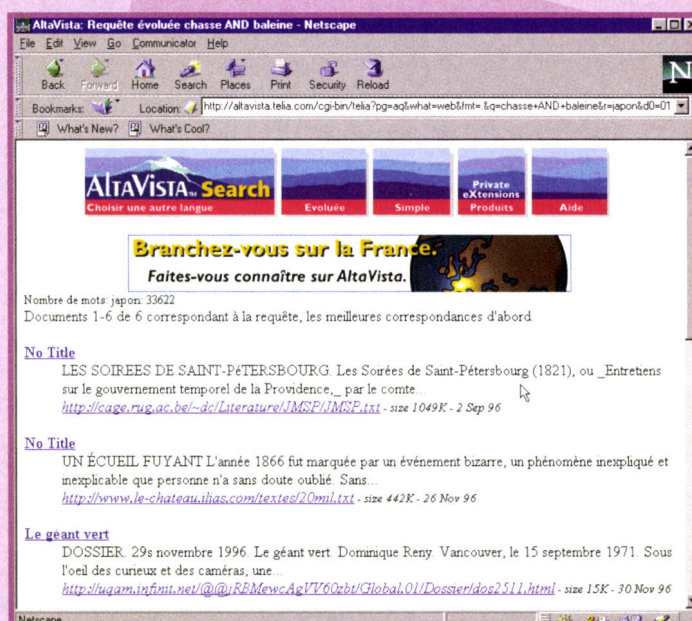 AltaVista: Requête évoluée chasse AND baleine - Netscape
File Edit View Go Communicator Help
Back Forward Home Search Places Print Security Reload
N
Bookmarks: Location: http://altavista.telia.com/cgi-bin/telia?pg=aq&what=web&fmt=.&q=chasse+AND+baleine&r=japon&d0=01
What's New? What's Cool?
ALTAVISTA™ Search
Choisir une autre langue
Evoluée
Simple
Private
eXtensions
Produits
Aide
Branchez-vous sur la France.
Faites-vous connaître sur AltaVista.
Nombre de mots: japon: 33622
Documents 1-6 de 6 correspondant à la requête, les meilleures correspondances d'abord.
No Title
LES SOIREES DE SAINT-PéTERSBOURG. Les Soirées de Saint-Pétersbourg (1821), ou _Entretiens
sur le gouvernement temporel de la Providence,_ par le comte...
http://cage.rug.ac.be/~dc/Literature/JMSP/JMSP.txt - size 1049K - 2 Sep 96
No Title
UN ÉCUEIL FUYANT L'année 1866 fut marquée par un événement bizarre, un phénomène inexpliqué et
inexplicable que personne n'a sans doute oublié. Sans...
http://www.le-chateau.ilias.com/textes/20mil.txt - size 442K - 26 Nov 96
Le géant vert
DOSSIER. 29s novembre 1996. Le géant vert. Dominique Reny. Vancouver, le 15 septembre 1971. Sous
l'oeil des curieux et des caméras, une...
http://uqam.infinit.net/@@jRBMewcAgVV60zbt/Global.01/Dossier/dos2511.html - size 15K - 30 Nov 96
Netscape